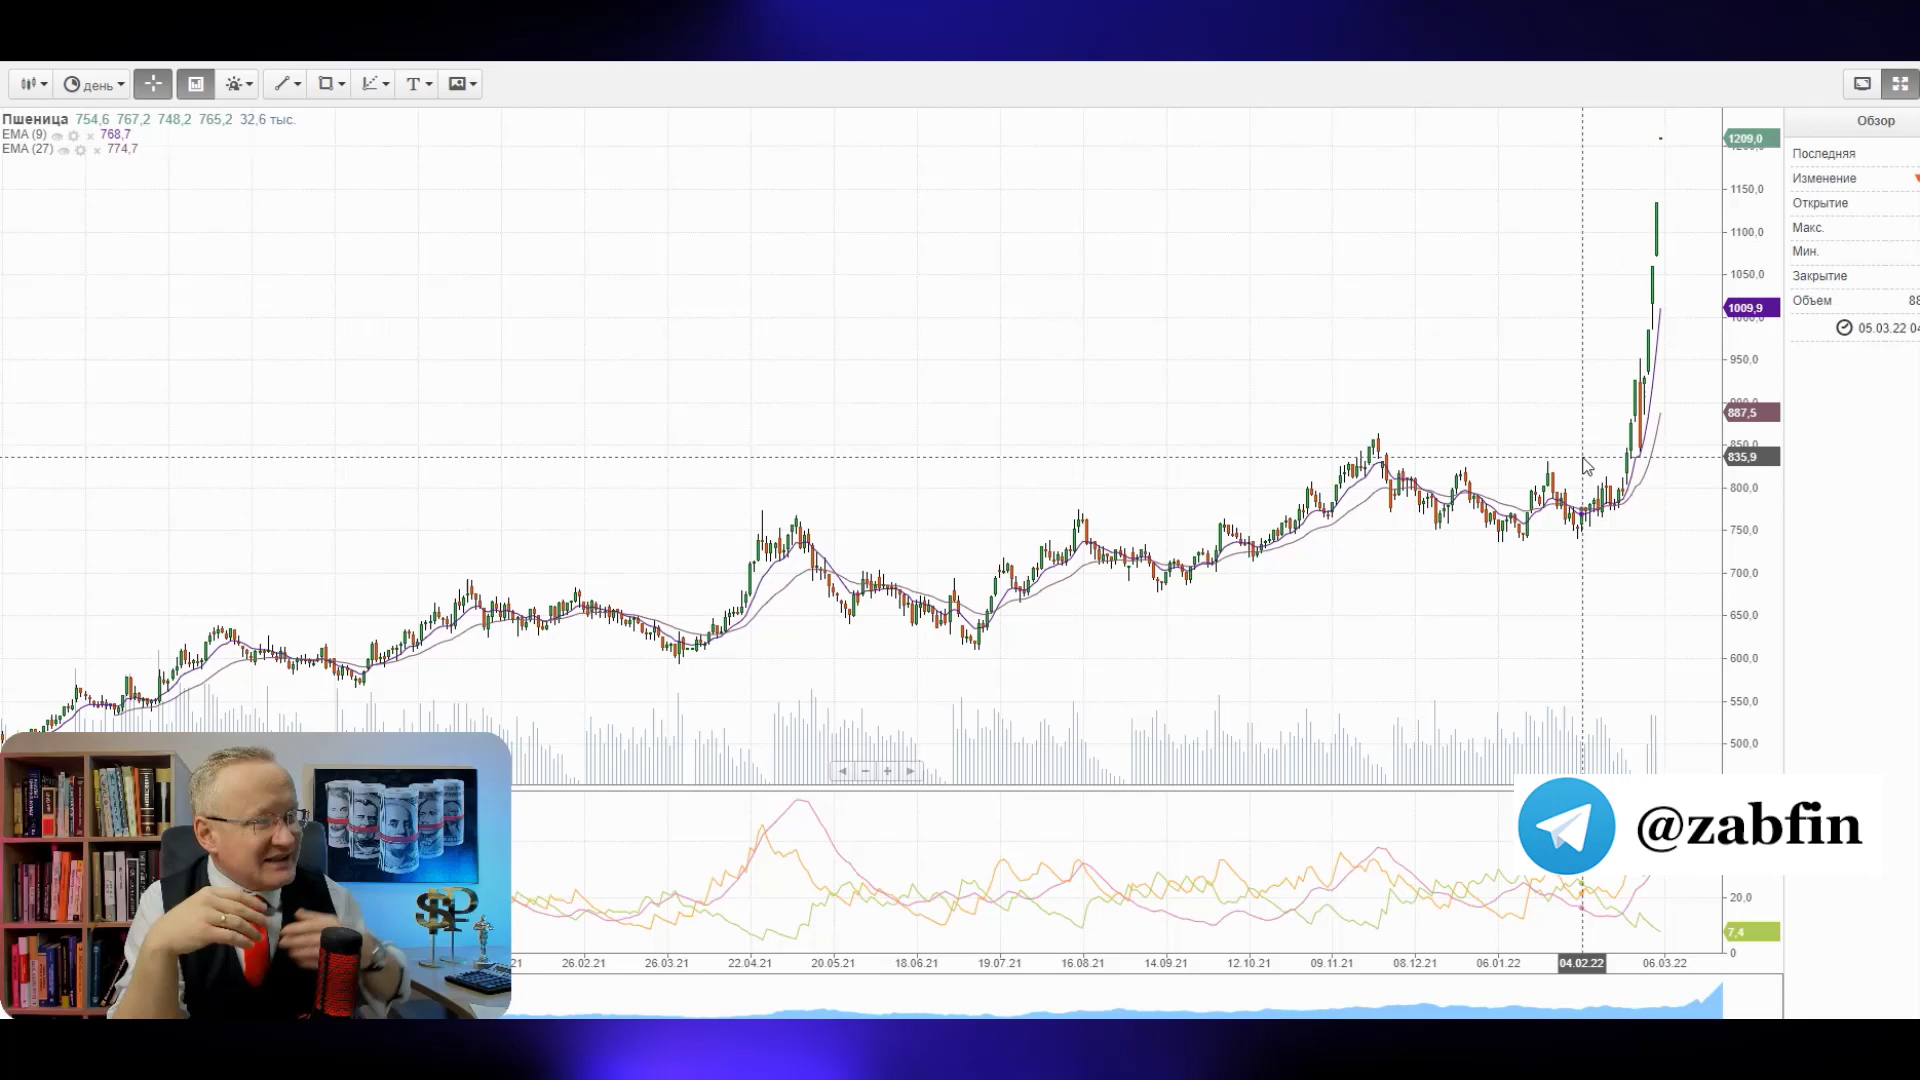 день
T
Пшеница 754,6 767,2 748,2 765,2 32,6 тыс.
EMA (9) 768,7
EMA (27) 774,7
1209,0
1150,0
1100,0
1050,0
1009,9
950,0
887,5
850,0
835,9
800,0
750,0
700,0
650,0
600,0
550,0
500,0
20,0
7,4
0
Обзор
Последняя
Изменение
Открытие
Макс.
Мин.
Закрытие
Объем 88
05.03.22 04
@zabfin
26.02.21 26.03.21 22.04.21 20.05.21 18.06.21 19.07.21 16.08.21 14.09.21 12.10.21 09.11.21 08.12.21 06.01.22 04.02.22 06.03.22